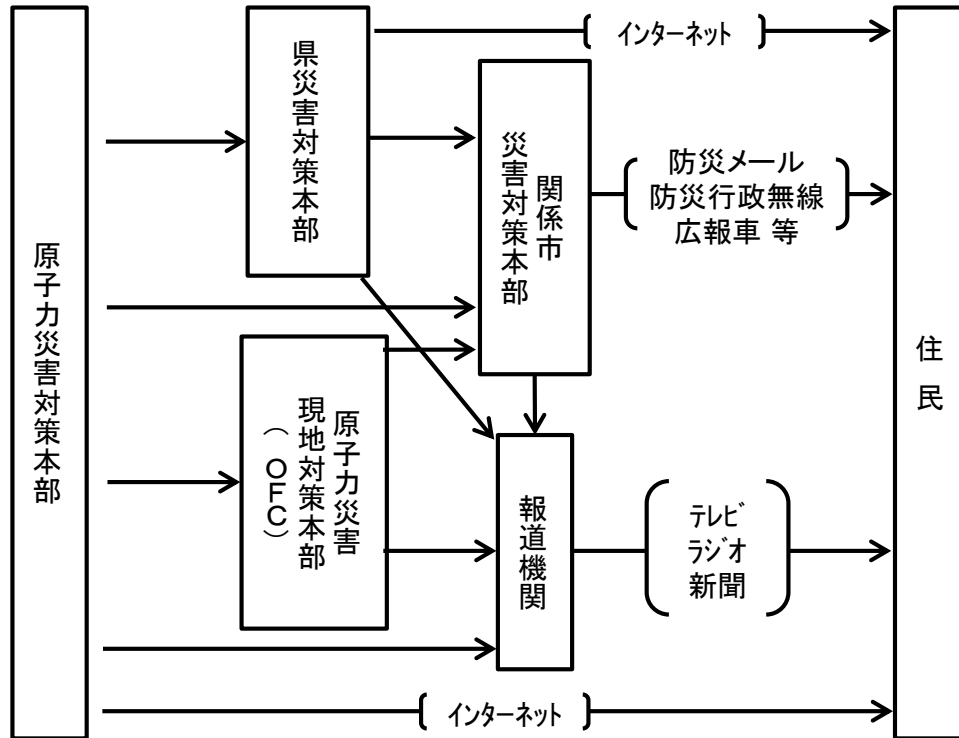 原子力災害対策本部
県災害対策本部
インターネット
関係市
災害対策本部
防災メール
防災行政無線
広報車 等
原子力災害
現地対策本部
(OFC)
報道機関
テレビ
ラジオ
新聞
インターネット
住民